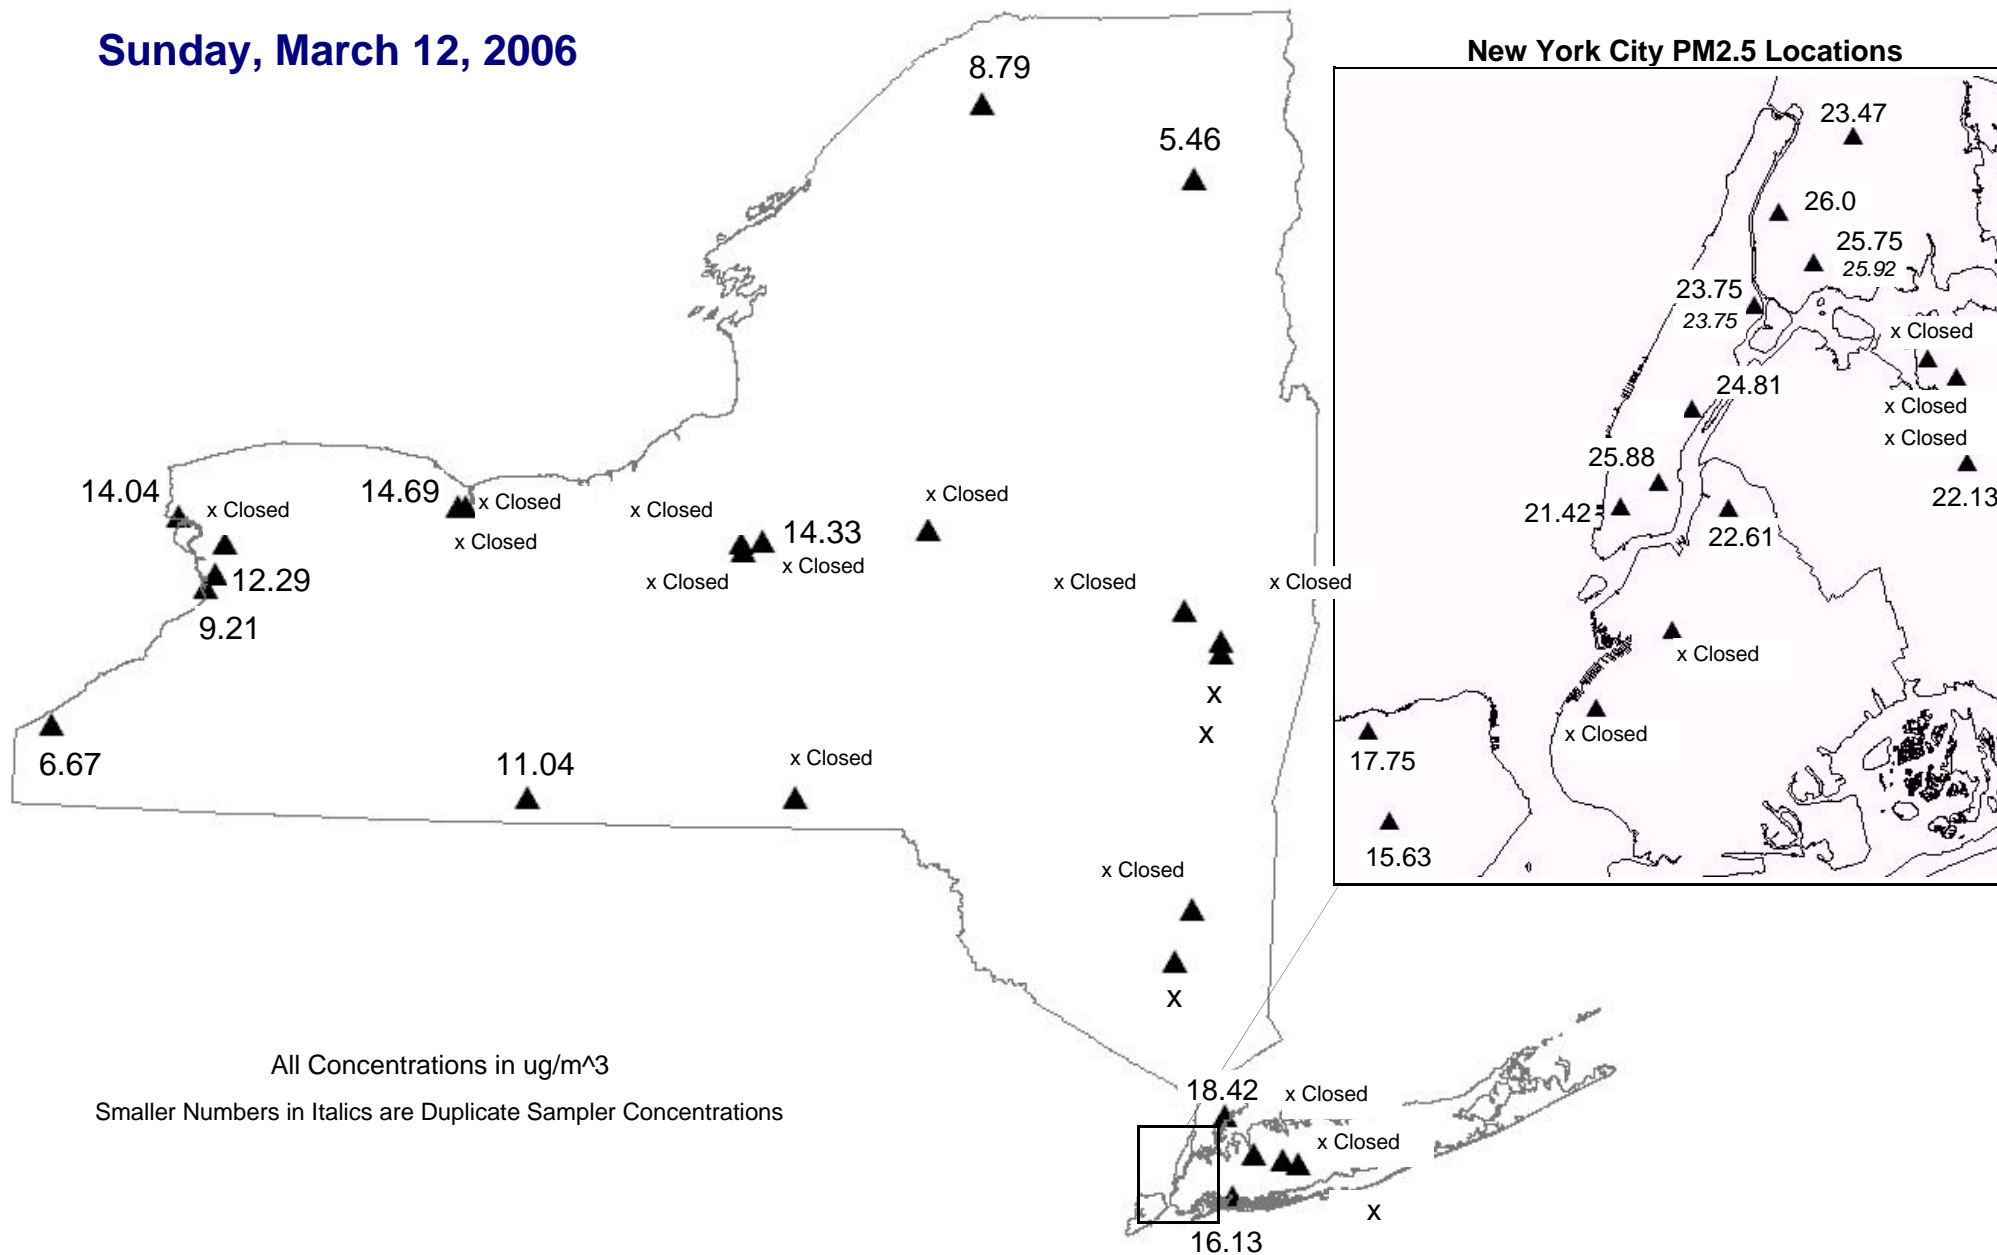 Sunday, March 12, 2006
New York City PM2.5 Locations
8.79
5.46
14.04
x Closed
14.69
x Closed
x Closed
x Closed
14.33
x Closed
x Closed
x Closed
12.29
9.21
x Closed
x Closed
x
x
6.67
11.04
x Closed
x Closed
x
18.42
x Closed
x Closed
x
16.13
23.47
26.0
25.75
25.92
23.75
23.75
x Closed
24.81
x Closed
x Closed
25.88
22.13
21.42
22.61
x Closed
x Closed
17.75
15.63
All Concentrations in ug/m^3
Smaller Numbers in Italics are Duplicate Sampler Concentrations